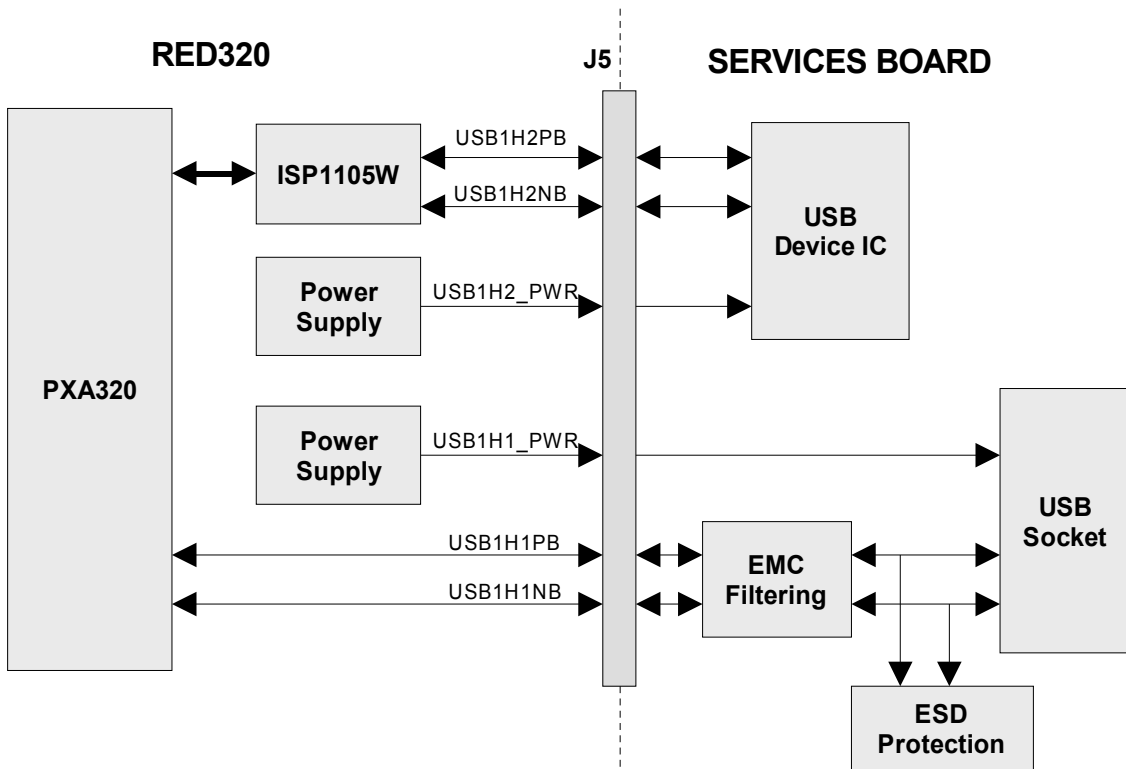 RED320
J5
SERVICES BOARD
USB1H2PB
ISP1105W
USB1H2NB
USB
Device IC
Power
Supply
USB1H2_PWR
PXA320
Power
Supply
USB1H1_PWR
USB
Socket
USB1H1PB
EMC
Filtering
USB1H1NB
ESD
Protection